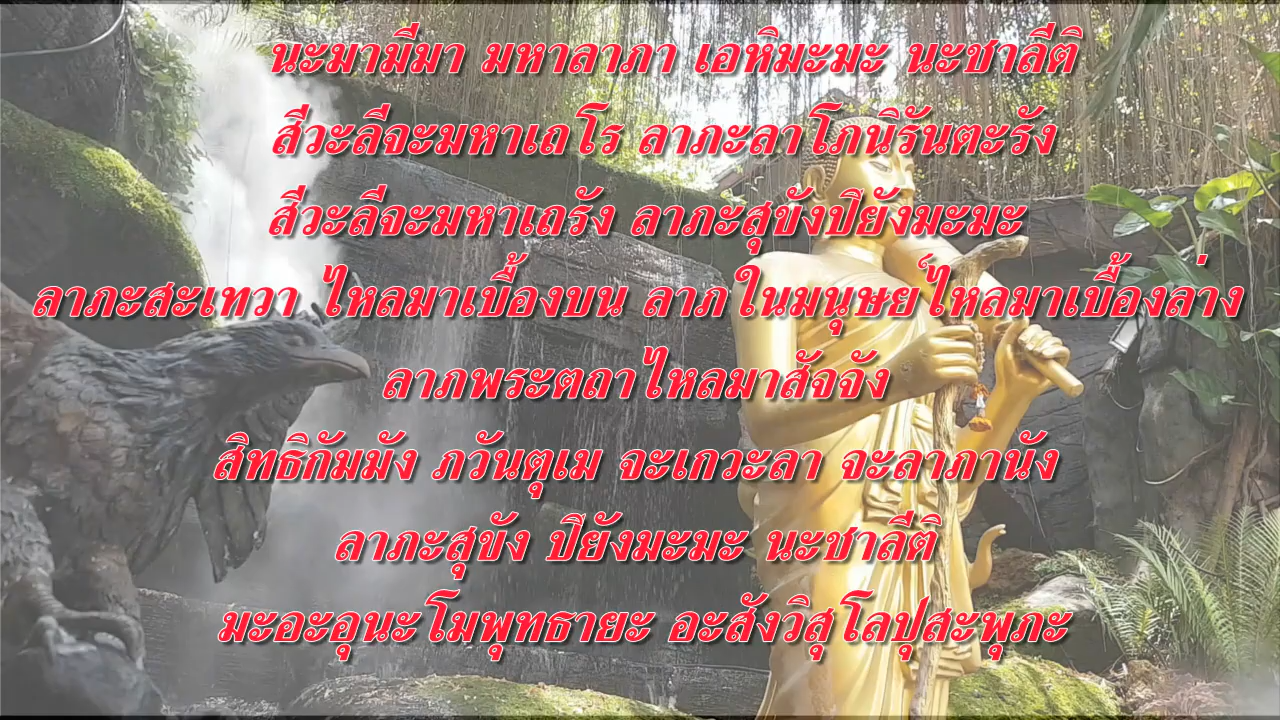 นะมามีมา มหาลาภา เอหิมะมะ นะชาลีติ
สีวะลีจะมหาเถโร ลาภะลาโภนิรันตะรัง
สีวะลีจะมหาเถรัง ลาภะสุขังปิยังมะมะ
ลาภะสะเทวา ไหลมาเบื้องบน ลาภในมนุษย์ไหลมาเบื้องล่าง
ลาภพระตถาไหลมาสัจจัง
สิทธิกัมมัง ภวันตุเม จะเกวะลา จะลาภานัง
ลาภะสุขัง ปิยังมะมะ นะชาลีติ
มะอะอุนะโมพุทธายะ อะสังวิสุโลปุสะพุภะ